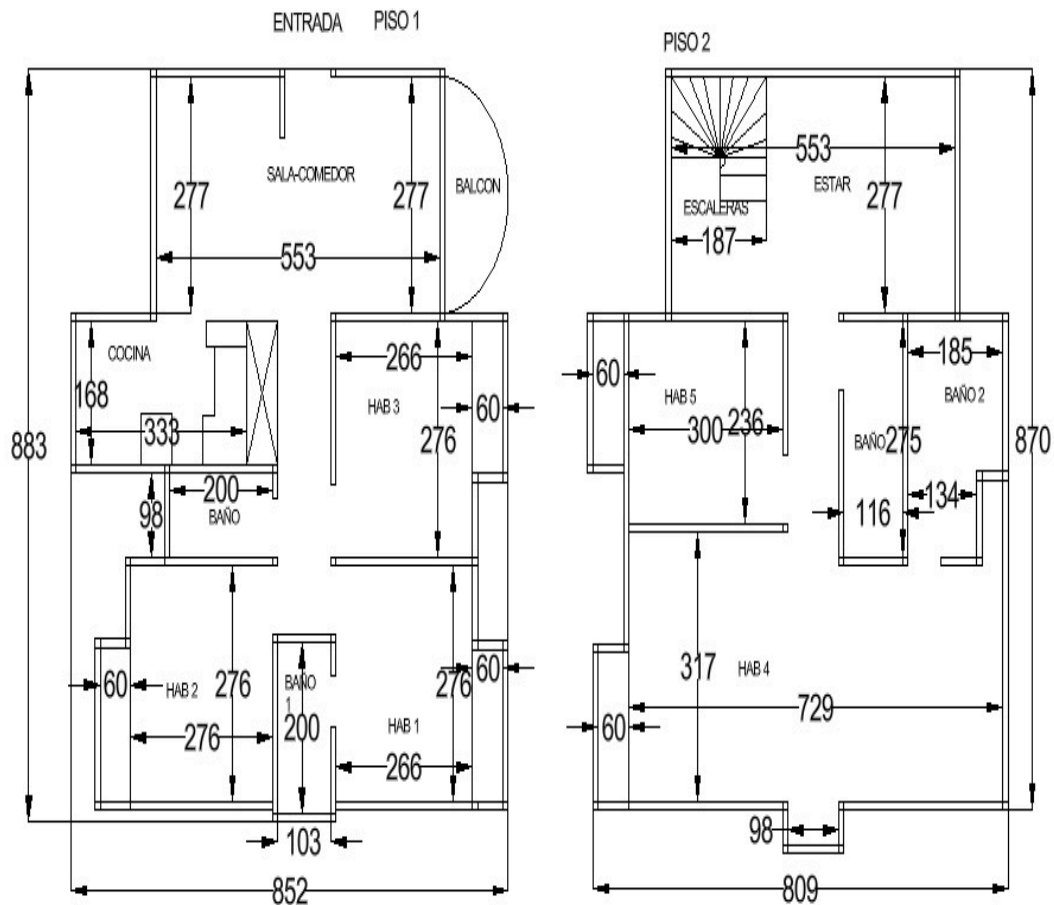 ENTRADA PISO 1
PISO 2
SALA-COMEDOR
BALCON
277
277
553
COCINA
168
333
266
HAB 3
60
276
883
200
BAÑO
98
60
HAB 2
276
276
BAÑO
1
200
276
60
HAB 1
266
103
852
553
ESTAR
277
ESCALERAS
187
60
HAB 5
300
236
185
BAÑO 2
BAÑO
275
870
134
116
317
HAB 4
729
60
98
809